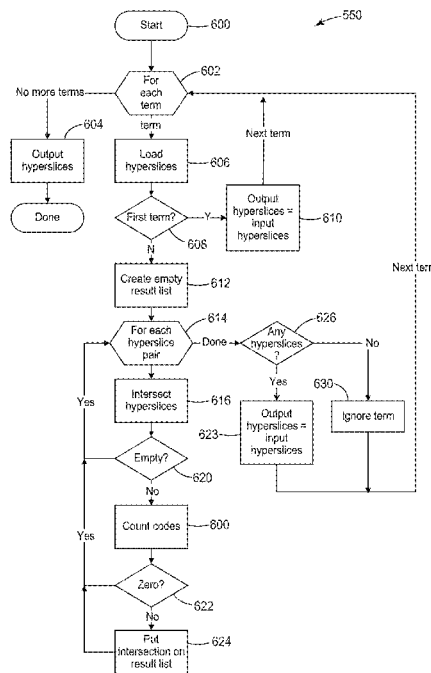 Start
600
550
For
each
term
602
No more terms
604
term
Next term
Output
hyperslices
Load
hyperslices
606
Done
First term?
608
Y
Output
hyperslices =
input
hyperslices
610
N
Next term
Create empty
result list
612
For each
hyperslice
pair
614
Done
Any
hyperslices
?
626
No
Yes
Yes
Intersect
hyperslices
616
630
Ignore term
Output
hyperslices =
input
hyperslices
623
Empty?
620
No
Count codes
600
Yes
Zero?
622
No
Put
intersection on
result list
624